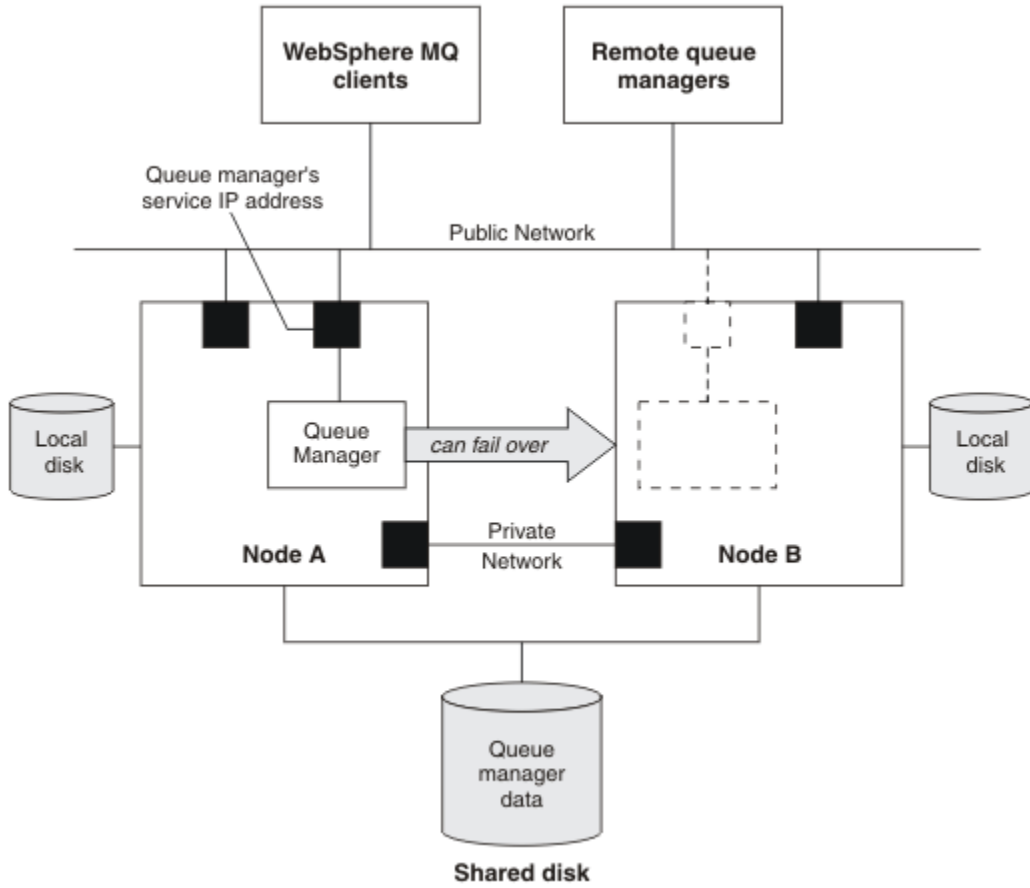 WebSphere MQ
clients
Remote queue
managers
Queue manager's
service IP address
Public Network
Local
disk
Queue
Manager
can fail over
Local
disk
Private
Network
Node A
Node B
Queue
manager
data
Shared disk